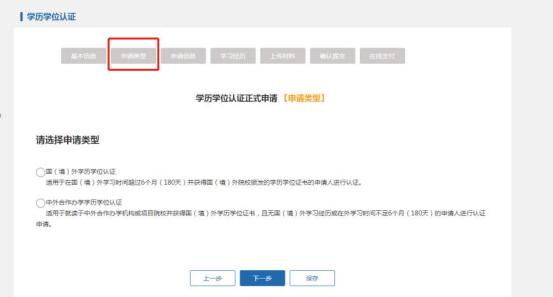 学历学位认证
基本信息 申请类型 申请信息 学习经历 上传材料 确认提交 在线支付
学历学位认证正式申请 【申请类型】
请选择申请类型
国（境）外学历学位认证
适用于在国（境）外学习时间超过6个月（180天）并获得国（境）外院校颁发的学历学位证书的申请人进行认证。
中外合作办学学历学位认证
适用于就读于中外合作办学机构或项目院校并获得国（境）外学历学位证书，且无国（境）外学习经历或在外学习时间不足6个月（180天）的申请人进行认证
申请。
上一步 下一步 保存